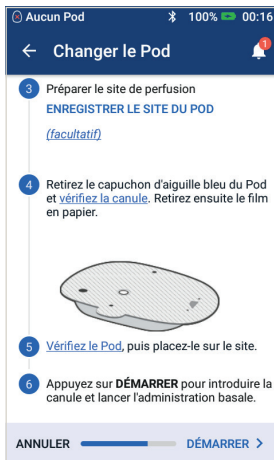 Aucun Pod 100% 00:16
Changer le Pod 1
3 Préparer le site de perfusion
ENREGISTRER LE SITE DU POD
(facultatif)
4 Retirez le capuchon d'aiguille bleu du Pod
et vérifiez la canule. Retirez ensuite le film
en papier.
5 Vérifiez le Pod, puis placez-le sur le site.
6 Appuyez sur DÉMARRER pour introduire la
canule et lancer l'administration basale.
ANNULER DÉMARRER